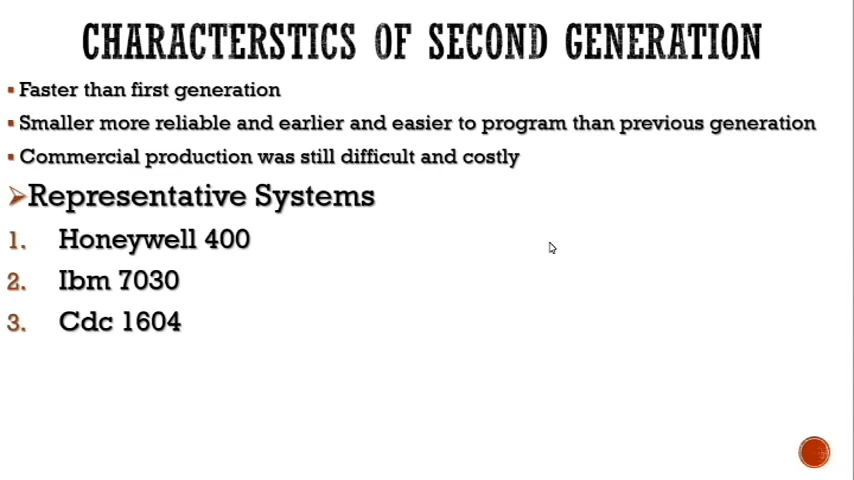 CHARACTERSTICS OF SECOND GENERATION
▪ Faster than first generation
▪ Smaller more reliable and earlier and easier to program than previous generation
▪ Commercial production was still difficult and costly
➢Representative Systems
1. Honeywell 400
2. Ibm 7030
3. Cdc 1604